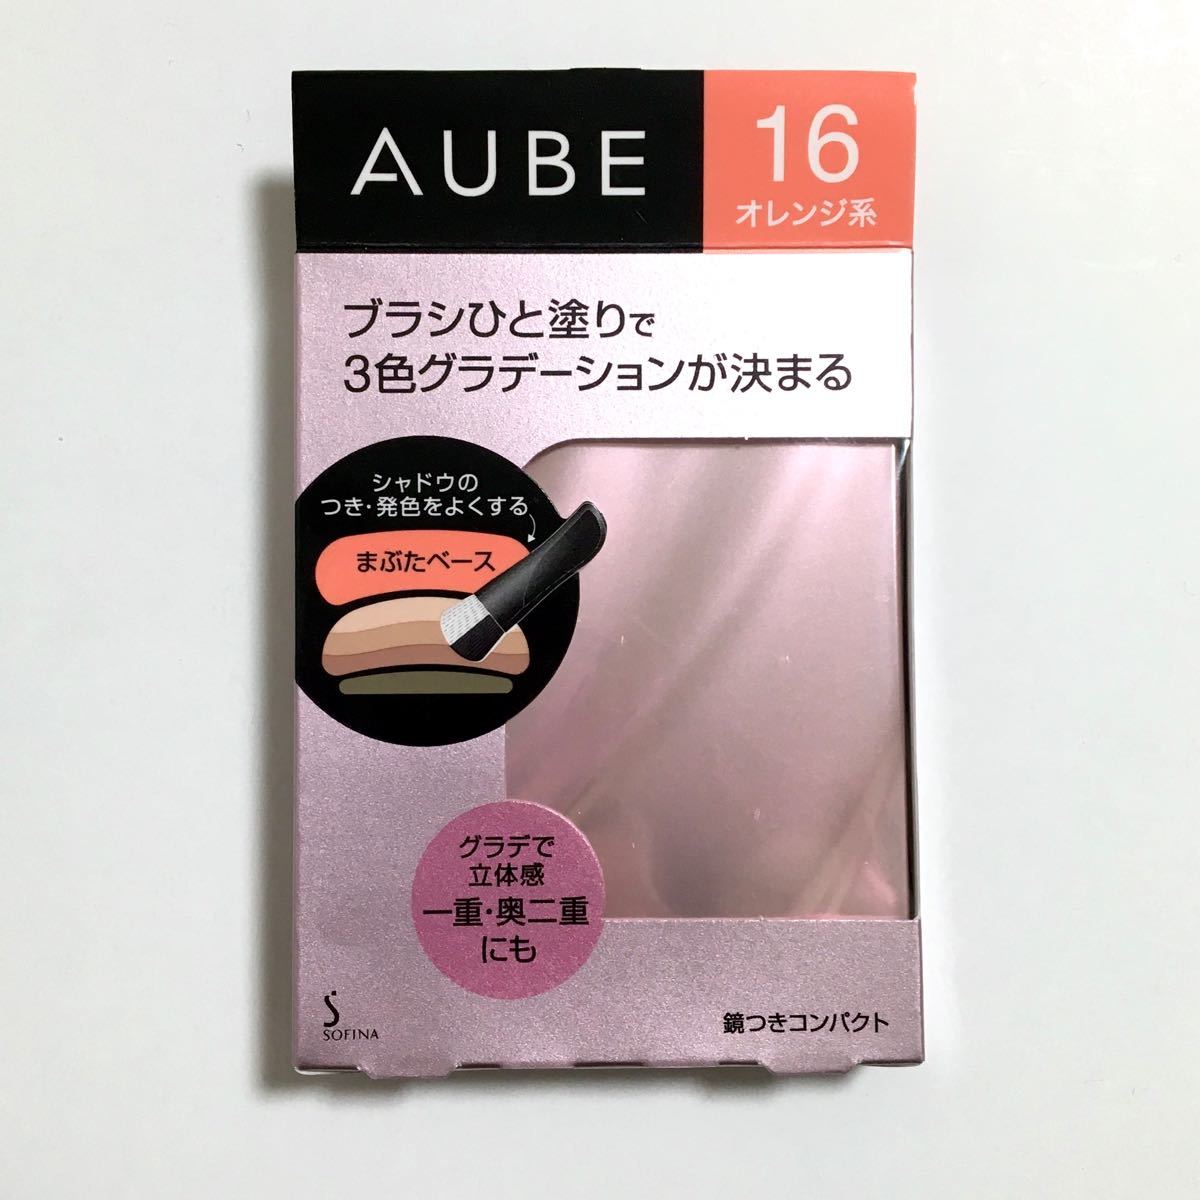 AUBE
16
オレンジ系
ブラシひと塗りで
3色グラデーションが決まる
シャドウの
つき・発色をよくする
まぶたベース
グラデで
立体感
一重・奥二重
にも
SOFINA
鏡つきコンパクト